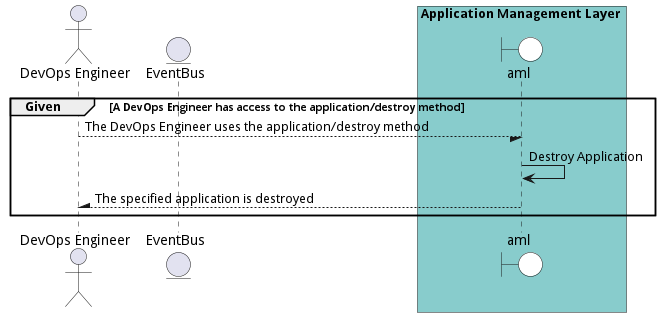 Application Management Layer
DevOps Engineer
EventBus
aml
Given
[A DevOps Engineer has access to the application/destroy method]
The DevOps Engineer uses the application/destroy method
Destroy Application
The specified application is destroyed
DevOps Engineer
EventBus
aml